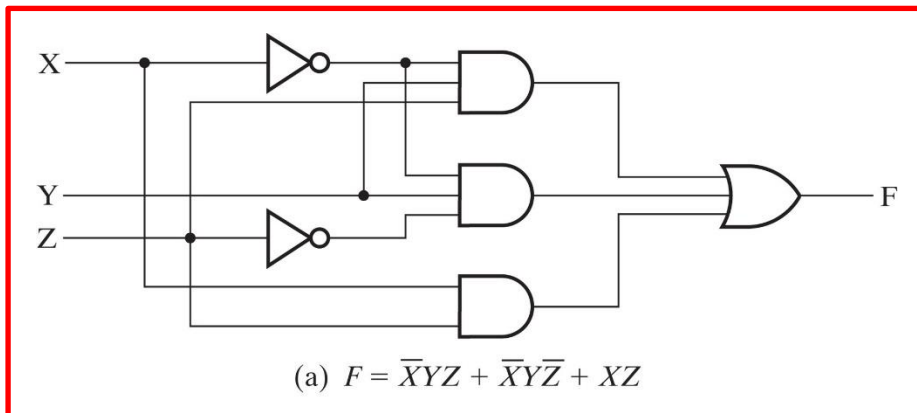 X
Y
Z
F
(a) F = X̅YZ + X̅YZ̅ + XZ